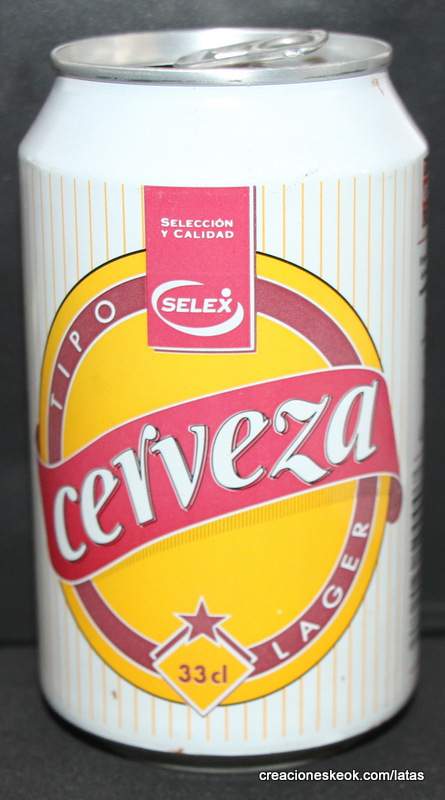 SELECCIÓN
Y CALIDAD
SELEX
TIPO
cerveza
LAGER
33 cl
creacioneskeok.com/latas